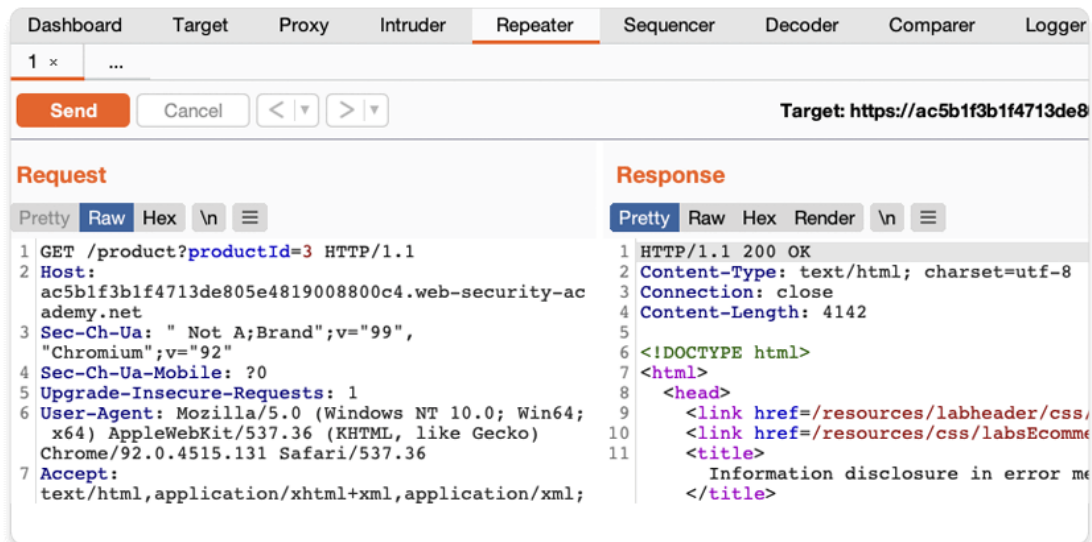 Dashboard Target Proxy Intruder Repeater Sequencer Decoder Comparer Logger
1 × ...
Send Cancel < > Target: https://ac5b1f3b1f4713de8
Request
Pretty Raw Hex \n
1 GET /product?productId=3 HTTP/1.1
2 Host:
ac5b1f3b1f4713de805e4819008800c4.web-security-ac
ademy.net
3 Sec-Ch-Ua: " Not A;Brand";v="99",
"Chromium";v="92"
4 Sec-Ch-Ua-Mobile: ?0
5 Upgrade-Insecure-Requests: 1
6 User-Agent: Mozilla/5.0 (Windows NT 10.0; Win64;
x64) AppleWebKit/537.36 (KHTML, like Gecko)
Chrome/92.0.4515.131 Safari/537.36
7 Accept:
text/html,application/xhtml+xml,application/xml;
Response
Pretty Raw Hex Render \n
1 HTTP/1.1 200 OK
2 Content-Type: text/html; charset=utf-8
3 Connection: close
4 Content-Length: 4142
5
6 <!DOCTYPE html>
7 <html>
8 <head>
9 <link href=/resources/labheader/css/
10 <link href=/resources/css/labsEcomme
11 <title>
Information disclosure in error me
</title>